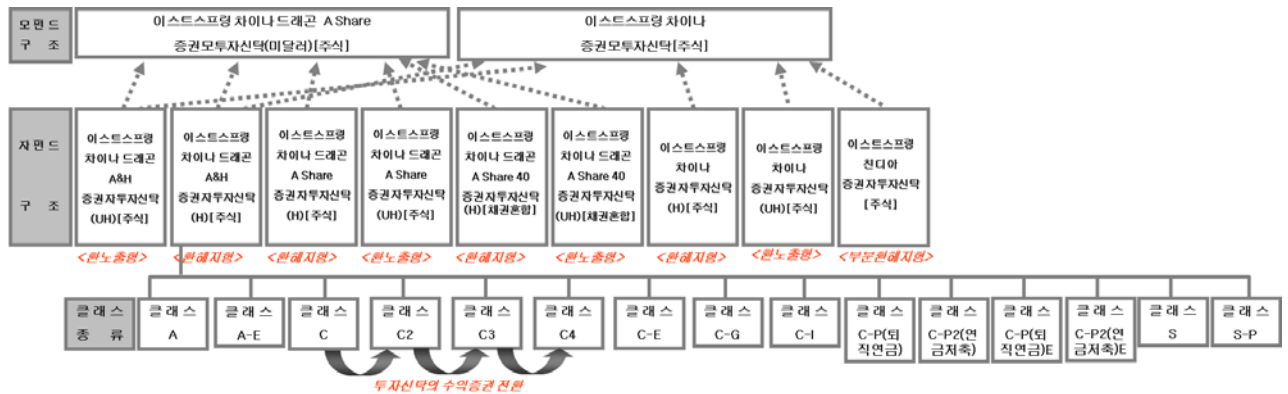 모펀드
구 조
이스트스프링 차이나 드래곤 A Share
증권모투자신탁(미달러)[주식]
이스트스프링 차이나
증권모투자신탁[주식]
자펀드
구 조
이스트스프링
차이나 드래곤
A&H
증권자투자신탁
(UH)[주식]
이스트스프링
차이나 드래곤
A&H
증권자투자신탁
(H)[주식]
이스트스프링
차이나 드래곤
A Share
증권자투자신탁
(H)[주식]
이스트스프링
차이나 드래곤
A Share
증권자투자신탁
(UH)[주식]
이스트스프링
차이나 드래곤
A Share 40
증권자투자신탁
(H)[채권혼합]
이스트스프링
차이나 드래곤
A Share 40
증권자투자신탁
(UH)[채권혼합]
이스트스프링
차이나
증권자투자신탁
(H)[주식]
이스트스프링
차이나
증권자투자신탁
(UH)[주식]
이스트스프링
친디아
증권자투자신탁
[주식]
<환노출형>
<환헤지형>
<환헤지형>
<환노출형>
<환헤지형>
<환노출형>
<환헤지형>
<환노출형>
<부분환헤지형>
클래스
종 류
클래스
A
클래스
A-E
클래스
C
클래스
C2
클래스
C3
클래스
C4
클래스
C-E
클래스
C-G
클래스
C-I
클래스
C-P(퇴
직연금)
클래스
C-P2(연
금저축)
클래스
C-P(퇴
직연금)E
클래스
C-P2(연
금저축)E
클래스
S
클래스
S-P
투자신탁의 수익증권 전환